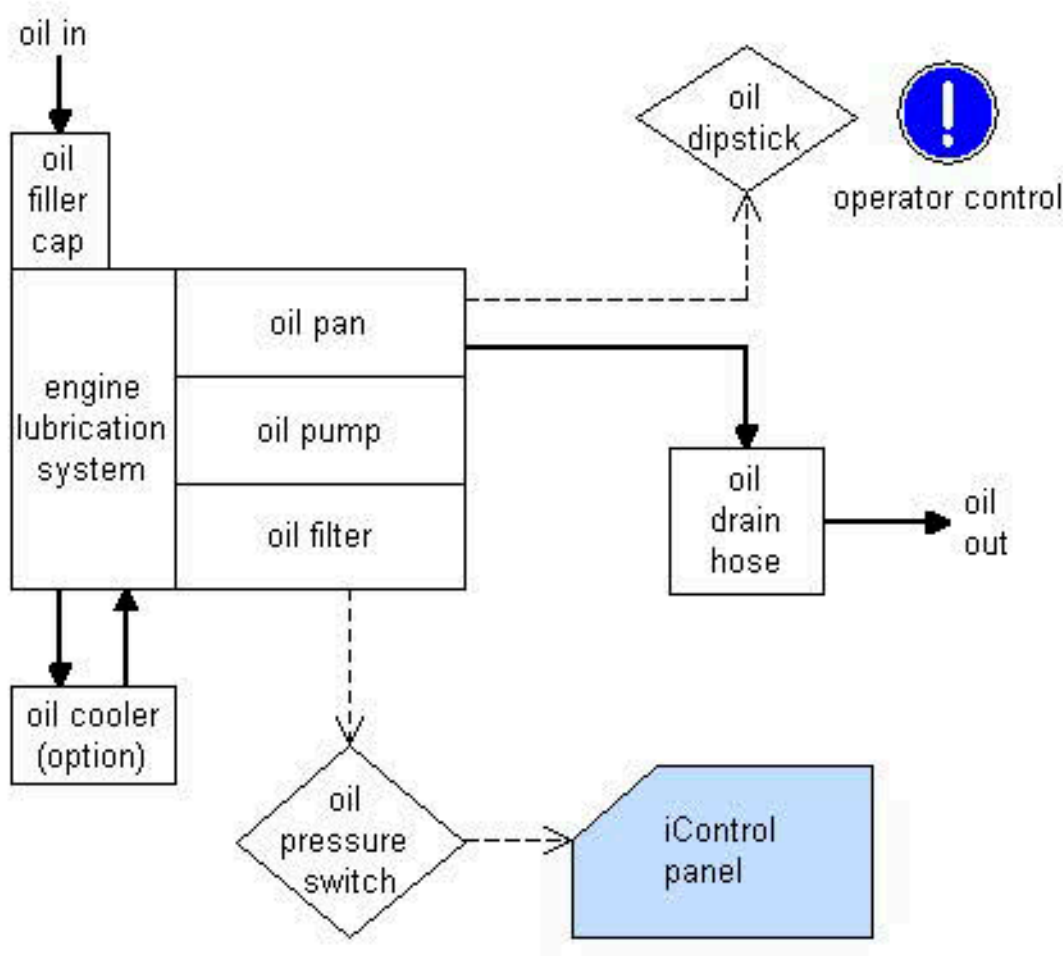 oil in
oil
filler
cap
oil
dipstick
operator control
engine
lubrication
system
oil pan
oil pump
oil filter
oil
drain
hose
oil
out
oil cooler
(option)
oil
pressure
switch
iControl
panel